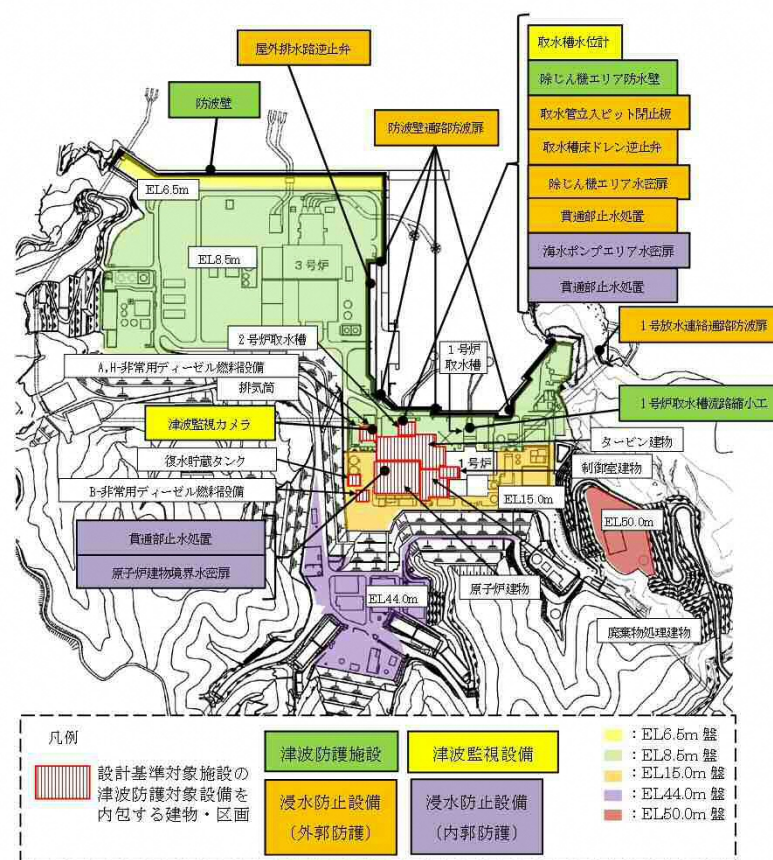 屋外排水路逆止弁
取水槽水位計
除じん機エリア防水壁
防波壁
防波壁通路防波扉
取水管立入ピット閉止板
取水槽床ドレン逆止弁
除じん機エリア水密扉
貫通部止水処置
海水ポンプエリア水密扉
貫通部止水処置
EL6.5m
EL8.5m
3号炉
1号放水連絡通路防波扉
2号炉取水槽
1号炉
取水槽
A,H-非常用ディーゼル燃料設備
排気筒
1号炉取水槽流路縮小工
津波監視カメラ
タービン建物
復水貯蔵タンク
1号炉
制御室建物
B-非常用ディーゼル燃料設備
EL15.0m
EL50.0m
貫通部止水処置
原子炉建物境界水密扉
EL44.0m
原子炉建物
廃棄物処理建物
凡例
設計基準対象施設の
津波防護対象設備を
内包する建物・区画
津波防護施設
津波監視設備
浸水防止設備
(外郭防護)
浸水防止設備
(内郭防護)
:EL6.5m 盤
:EL8.5m 盤
:EL15.0m 盤
:EL44.0m 盤
:EL50.0m 盤